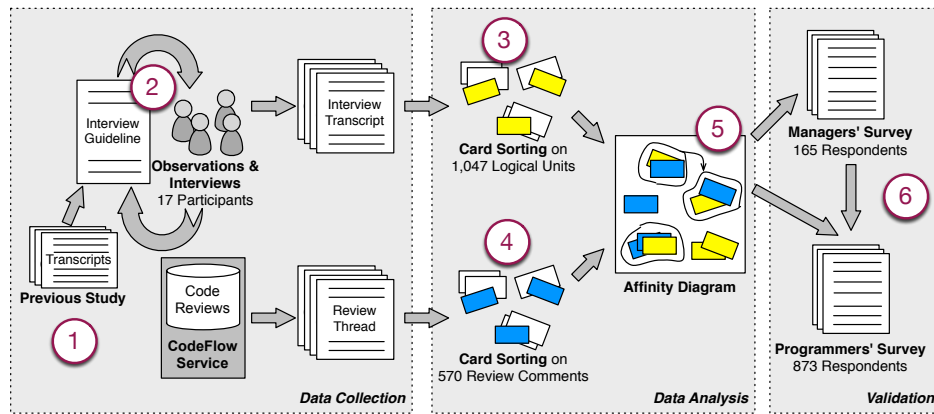 1
Transcripts
Previous Study
2
Interview
Guideline
Observations &
Interviews
17 Participants
Interview
Transcript
Code
Reviews
CodeFlow
Service
Review
Thread
Data Collection
3
Card Sorting on
1,047 Logical Units
4
Card Sorting on
570 Review Comments
5
Affinity Diagram
Data Analysis
Managers' Survey
165 Respondents
6
Programmers' Survey
873 Respondents
Validation